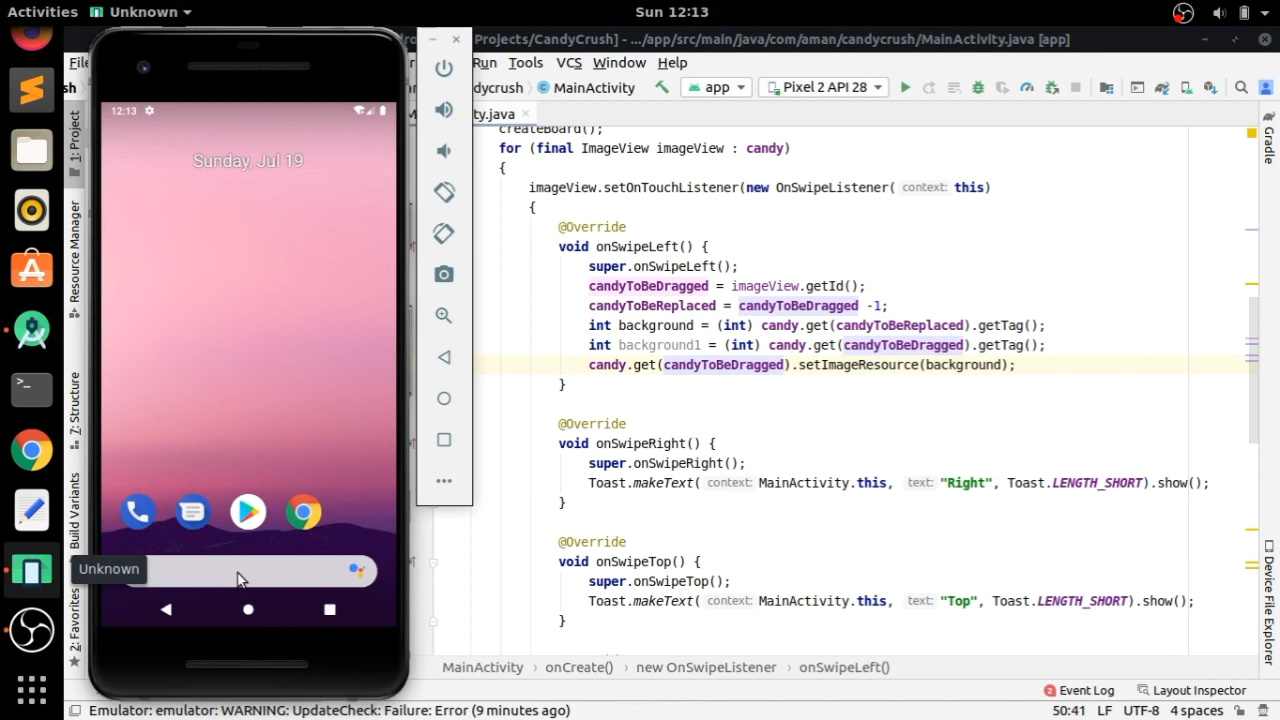 Activities
Unknown
Sun 12:13
Projects/CandyCrush] - .../app/src/main/java/com/aman/candycrush/MainActivity.java [app]
Run Tools VCS Window Help
dycrush MainActivity app Pixel 2 API 28
ty.java
12:13
Sunday, Jul 19
Unknown
1: Project
Resource Manager
7: Structure
Build Variants
2: Favorites
Gradle
Device File Explorer
createBoard();
for (final ImageView imageView : candy)
{
imageView.setOnTouchListener(new OnSwipeListener( context: this)
{
@Override
void onSwipeLeft() {
super.onSwipeLeft();
candyToBeDragged = imageView.getId();
candyToBeReplaced = candyToBeDragged -1;
int background = (int) candy.get(candyToBeReplaced).getTag();
int background1 = (int) candy.get(candyToBeDragged).getTag();
candy.get(candyToBeDragged).setImageResource(background);
}
@Override
void onSwipeRight() {
super.onSwipeRight();
Toast.makeText( context: MainActivity.this, text: "Right", Toast.LENGTH_SHORT).show();
}
@Override
void onSwipeTop() {
super.onSwipeTop();
Toast.makeText( context: MainActivity.this, text: "Top", Toast.LENGTH_SHORT).show();
}
MainActivity onCreate() new OnSwipeListener onSwipeLeft()
2 Event Log Layout Inspector
Emulator: emulator: WARNING: UpdateCheck: Failure: Error (9 minutes ago)
50:41 LF UTF-8 4 spaces